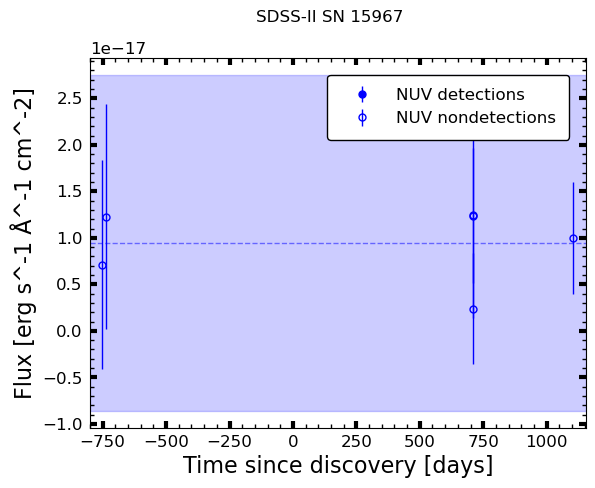 SDSS-II SN 15967
1e−17
NUV detections
NUV nondetections
2.5
2.0
1.5
1.0
0.5
0.0
−0.5
−1.0
Flux [erg s^-1 Å^-1 cm^-2]
−750 −500 −250 0 250 500 750 1000
Time since discovery [days]